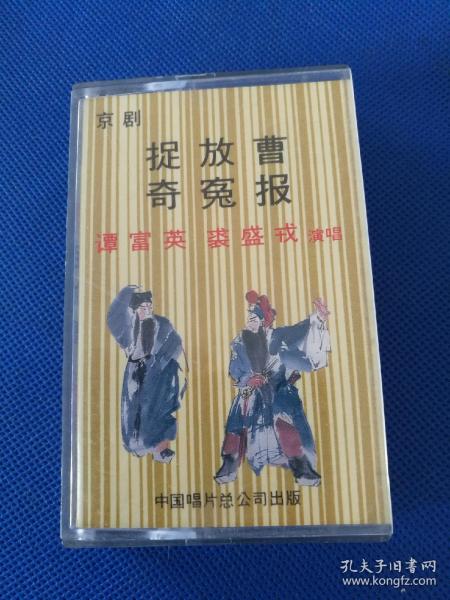 京剧
捉放曹
奇冤报
谭富英 裘盛戎 演唱
中国唱片总公司出版
孔夫子旧书网
www.kongfz.com